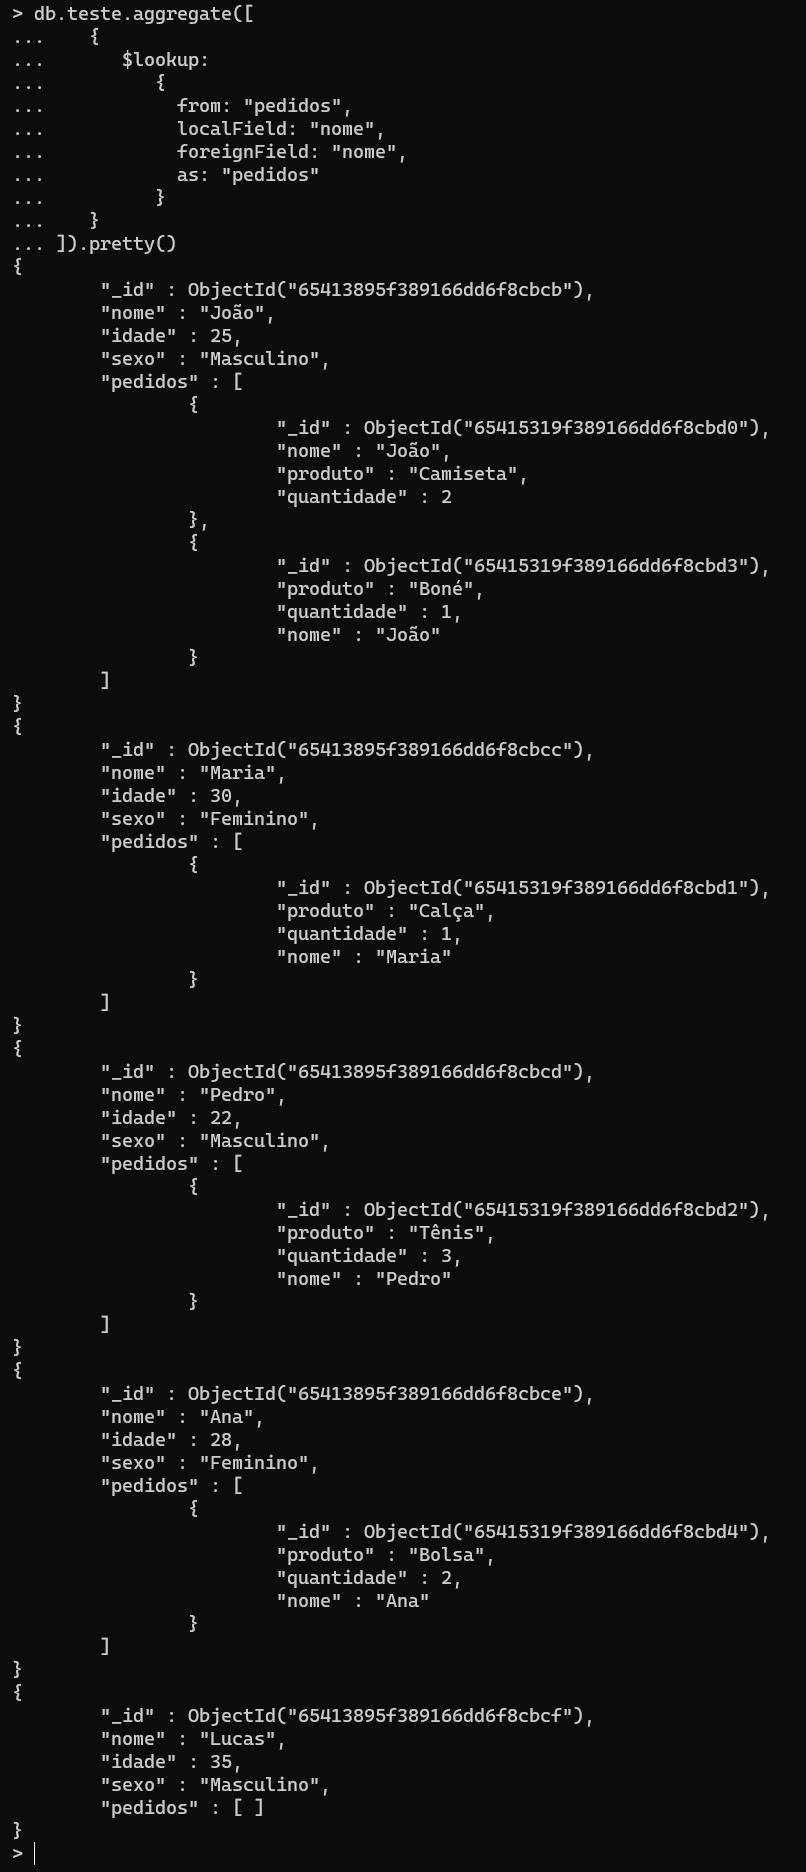 > db.teste.aggregate([
...    {
...       $lookup:
...          {
...            from: "pedidos",
...            localField: "nome",
...            foreignField: "nome",
...            as: "pedidos"
...          }
...    }
... ]).pretty()
{
        "_id" : ObjectId("65413895f389166dd6f8cbcb"),
        "nome" : "João",
        "idade" : 25,
        "sexo" : "Masculino",
        "pedidos" : [
                {
                        "_id" : ObjectId("65415319f389166dd6f8cbd0"),
                        "nome" : "João",
                        "produto" : "Camiseta",
                        "quantidade" : 2
                },
                {
                        "_id" : ObjectId("65415319f389166dd6f8cbd3"),
                        "produto" : "Boné",
                        "quantidade" : 1,
                        "nome" : "João"
                }
        ]
}
{
        "_id" : ObjectId("65413895f389166dd6f8cbcc"),
        "nome" : "Maria",
        "idade" : 30,
        "sexo" : "Feminino",
        "pedidos" : [
                {
                        "_id" : ObjectId("65415319f389166dd6f8cbd1"),
                        "produto" : "Calça",
                        "quantidade" : 1,
                        "nome" : "Maria"
                }
        ]
}
{
        "_id" : ObjectId("65413895f389166dd6f8cbcd"),
        "nome" : "Pedro",
        "idade" : 22,
        "sexo" : "Masculino",
        "pedidos" : [
                {
                        "_id" : ObjectId("65415319f389166dd6f8cbd2"),
                        "produto" : "Tênis",
                        "quantidade" : 3,
                        "nome" : "Pedro"
                }
        ]
}
{
        "_id" : ObjectId("65413895f389166dd6f8cbce"),
        "nome" : "Ana",
        "idade" : 28,
        "sexo" : "Feminino",
        "pedidos" : [
                {
                        "_id" : ObjectId("65415319f389166dd6f8cbd4"),
                        "produto" : "Bolsa",
                        "quantidade" : 2,
                        "nome" : "Ana"
                }
        ]
}
{
        "_id" : ObjectId("65413895f389166dd6f8cbcf"),
        "nome" : "Lucas",
        "idade" : 35,
        "sexo" : "Masculino",
        "pedidos" : [ ]
}
>